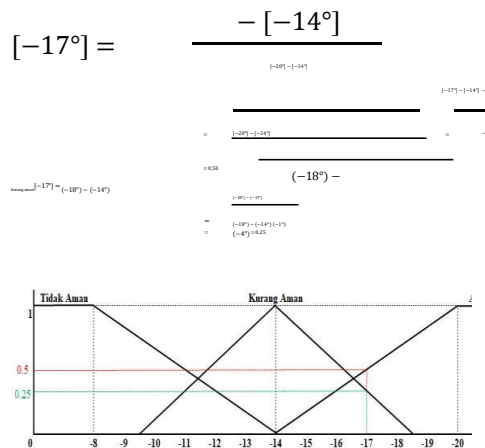 − [−14°]
[−17°] =
[−20°] − [−14°]
[−17°] − [−14°] −
= [−20°] − [−14°] = −
= 0,50
(−18°) −
[−17°] = (−18°) − (−14°)
(−18°) − (−17°)
=
(−18°) − (−14°) (−1°)
= (−4°) = 0,25
Tidak Aman Kurang Aman A
1
0.5
0.25
0 -8 -9 -10 -11 -12 -13 -14 -15 -16 -17 -18 -19 -20